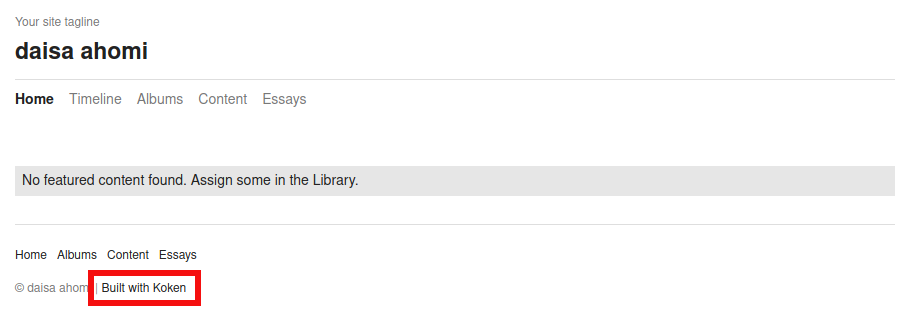 Your site tagline
daisa ahomi
Home Timeline Albums Content Essays
No featured content found. Assign some in the Library.
Home Albums Content Essays
© daisa ahom | Built with Koken